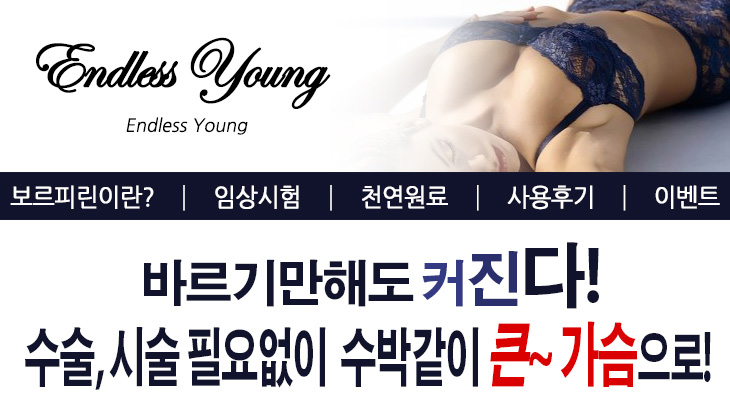 Endless Young
Endless Young
보르피린이란? | 임상시험 | 천연원료 | 사용후기 | 이벤트
바르기만해도 커진다!
수술, 시술 필요없이 수박같이 큰~ 가슴으로!